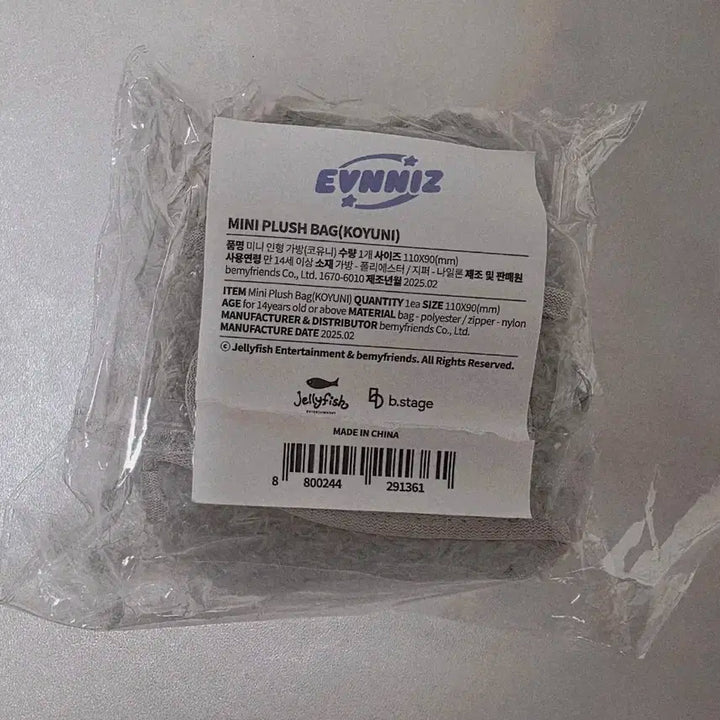 EVNNIZ
MINI PLUSH BAG(KOYUNI)
품명 미니 인형 가방(코유니) 수량 1개 사이즈 110X90(mm)
사용연령 만 14세 이상 소재 가방 - 폴리에스터 / 지퍼 - 나일론 제조 및 판매원
bemyfriends Co., Ltd. 1670-6010 제조년월 2025.02
ITEM Mini Plush Bag(KOYUNI) QUANTITY 1ea SIZE 110X90(mm)
AGE for 14years old or above MATERIAL bag - polyester / zipper - nylon
MANUFACTURER & DISTRIBUTOR bemyfriends Co., Ltd.
MANUFACTURE DATE 2025.02
ⓒ Jellyfish Entertainment & bemyfriends. All Rights Reserved.
Jellyfish b.stage
ENTERTAINMENT
MADE IN CHINA
8 800244 291361